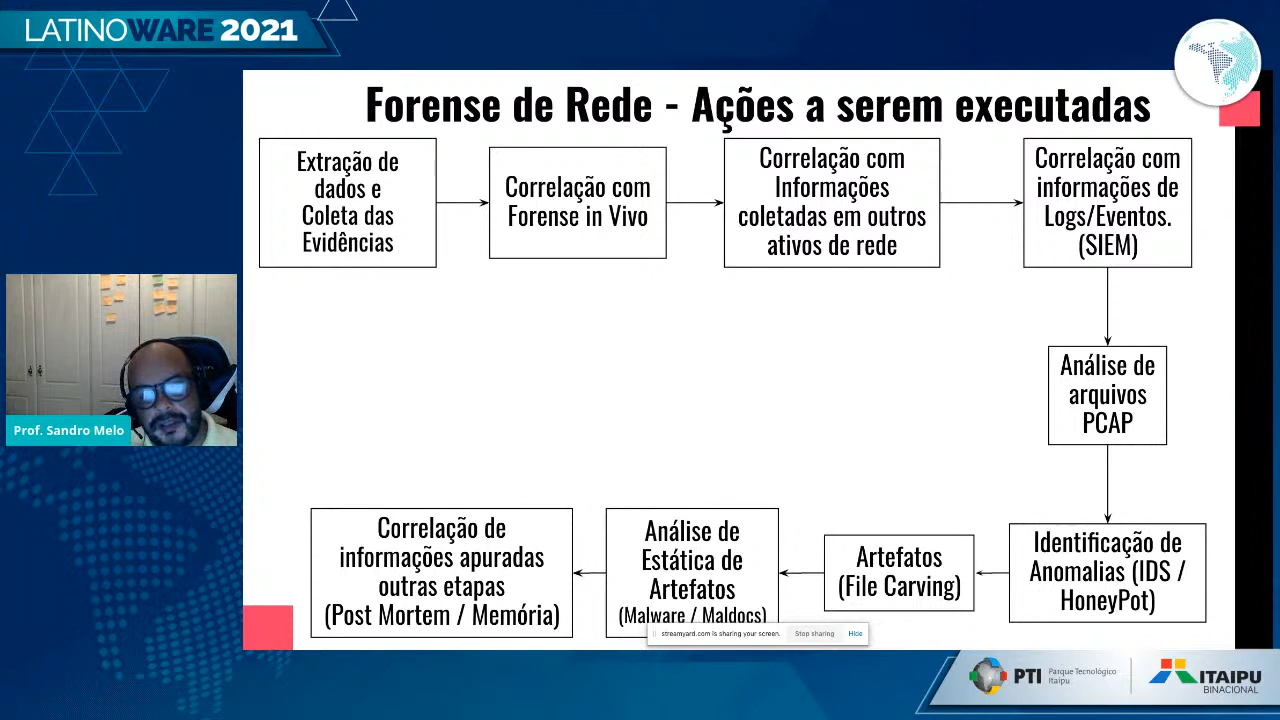 LATINOWARE 2021
Forense de Rede - Ações a serem executadas
Extração de
dados e
Coleta das
Evidências
Correlação com
Forense in Vivo
Correlação com
Informações
coletadas em outros
ativos de rede
Correlação com
informações de
Logs/Eventos.
(SIEM)
Análise de
arquivos
PCAP
Identificação de
Anomalias (IDS /
HoneyPot)
Artefatos
(File Carving)
Análise de
Estática de
Artefatos
(Malware / Maldocs)
Correlação de
informações apuradas
outras etapas
(Post Mortem / Memória)
Prof. Sandro Melo
streamyard.com is sharing your screen.
Stop sharing
Hide
PTI
Parque Tecnológico
Itaipu
ITAIPU
BINACIONAL